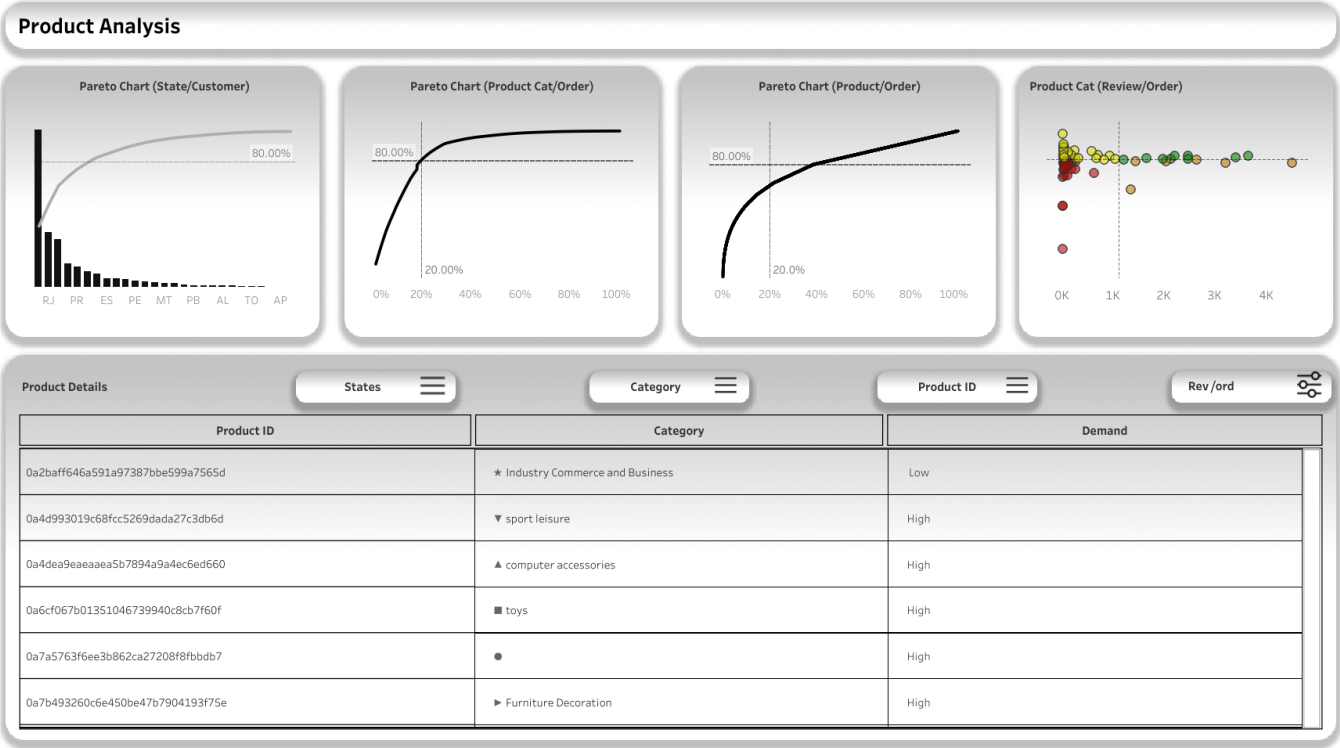 Product Analysis
Pareto Chart (State/Customer)
80.00%
RJ PR ES PE MT PB AL TO AP
Pareto Chart (Product Cat/Order)
80.00%
20.00%
0% 20% 40% 60% 80% 100%
Pareto Chart (Product/Order)
80.00%
20.0%
0% 20% 40% 60% 80% 100%
Product Cat (Review/Order)
0K 1K 2K 3K 4K
Product Details
States
Category
Product ID
Rev/ord
Product ID Category Demand
0a2baff646a591a97387bbe599a7565d ★ Industry Commerce and Business Low
0a4d993019c68fcc5269dada27c3db6d ▼ sport leisure High
0a4dea9eaeaaea5b7894a9a4ec6ed660 ▲ computer accessories High
0a6cf067b01351046739940c8cb7f60f ■ toys High
0a7a5763f6ee3b862ca27208f8fbbdb7 ● High
0a7b493260c6e450be47b7904193f75e ► Furniture Decoration High